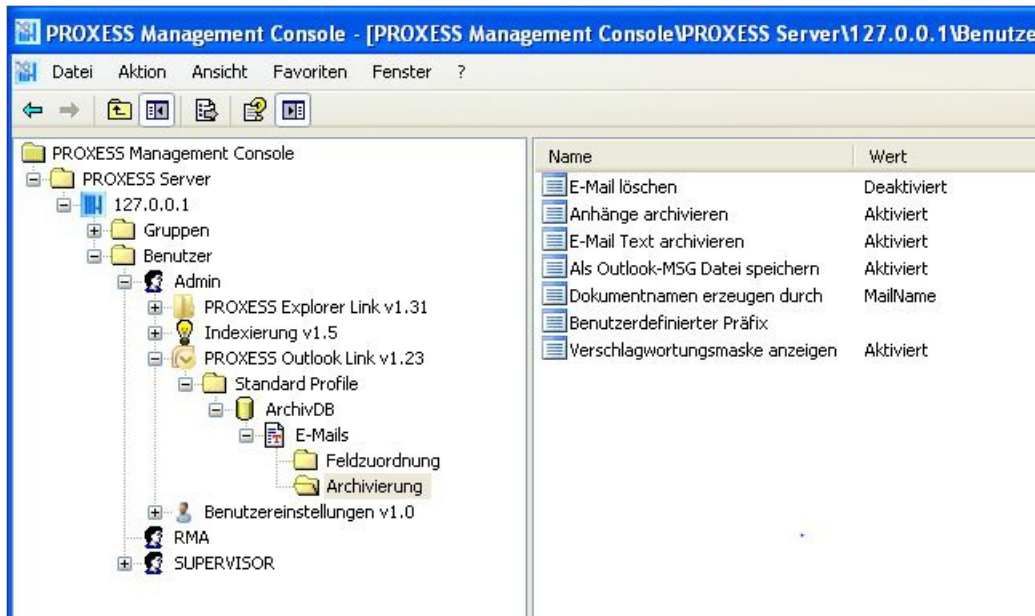 PROXESS Management Console - [PROXESS Management Console\PROXESS Server\127.0.0.1\Benutze
Datei Aktion Ansicht Favoriten Fenster ?
PROXESS Management Console
PROXESS Server
127.0.0.1
Gruppen
Benutzer
Admin
PROXESS Explorer Link v1.31
Indexierung v1.5
PROXESS Outlook Link v1.23
Standard Profile
ArchivDB
E-Mails
Feldzuordnung
Archivierung
Benutzereinstellungen v1.0
RMA
SUPERVISOR
Name Wert
E-Mail löschen Deaktiviert
Anhänge archivieren Aktiviert
E-Mail Text archivieren Aktiviert
Als Outlook-MSG Datei speichern Aktiviert
Dokumentnamen erzeugen durch MailName
Benutzerdefinierter Präfix
Verschlagwortungsmaske anzeigen Aktiviert